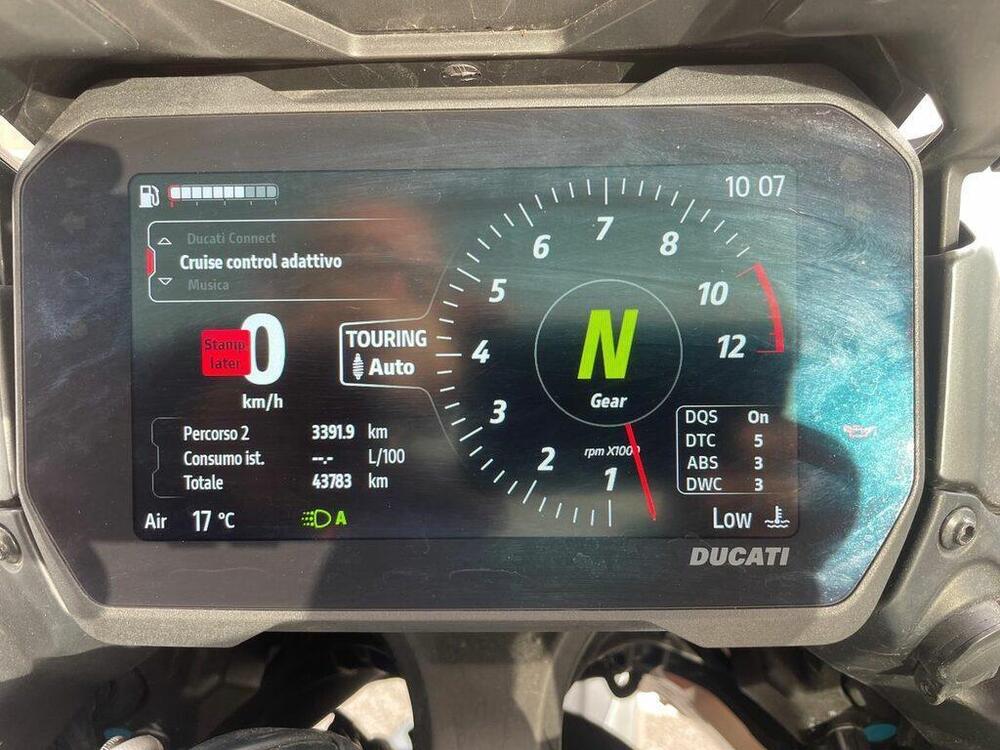 10 07
Ducati Connect
Cruise control adattivo
Musica
Stamp
later
0
km/h
TOURING
Auto
1
2
3
4
5
6
7
8
10
12
N
Gear
rpm X1000
Percorso 2 3391.9 km
Consumo ist. --.- L/100
Totale 43783 km
DQS On
DTC 5
ABS 3
DWC 3
Air 17 °C
A
Low
DUCATI